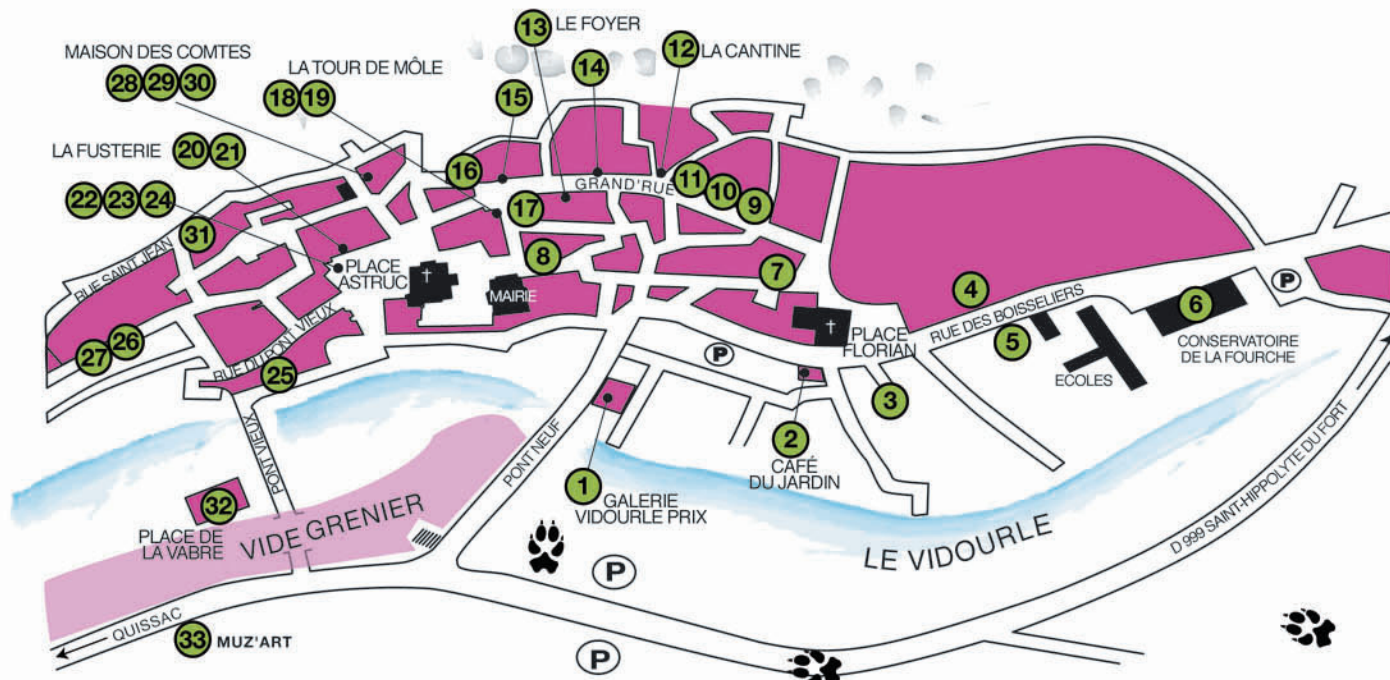 13 LE FOYER
12 LA CANTINE
14
MAISON DES COMTES
28 29 30
LA TOUR DE MÔLE
18 19
15
LA FUSTERIE 20 21
22 23 24
16
GRAND'RUE
11
10
9
17
31
RUE SAINT JEAN
PLACE
ASTRUC
8
MAIRIE
7
4
RUE DES BOISSELIERS
6
P
CONSERVATOIRE
DE LA FOURCHE
5
ECOLES
PLACE
FLORIAN
P
3
27 26
RUE DU PONT VIEUX
25
2
CAFÉ
DU JARDIN
PONT VIEUX
PONT NEUF
1
GALERIE
VIDOURLE PRIX
32
PLACE DE
LA VABRE
VIDE GRENIER
LE VIDOURLE
D 999 SAINT-HIPPOLYTE DU FORT
P
QUISSAC
33 MUZ'ART
P